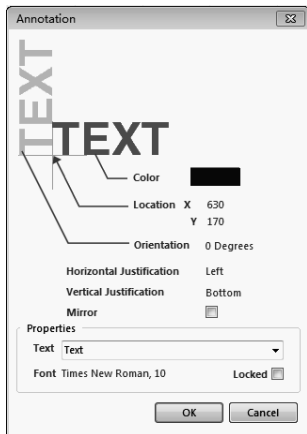 Annotation
TEXT
TEXT
Color
Location X 630
Y 170
Orientation 0 Degrees
Horizontal Justification Left
Vertical Justification Bottom
Mirror
Properties
Text Text
Font Times New Roman, 10 Locked
OK Cancel